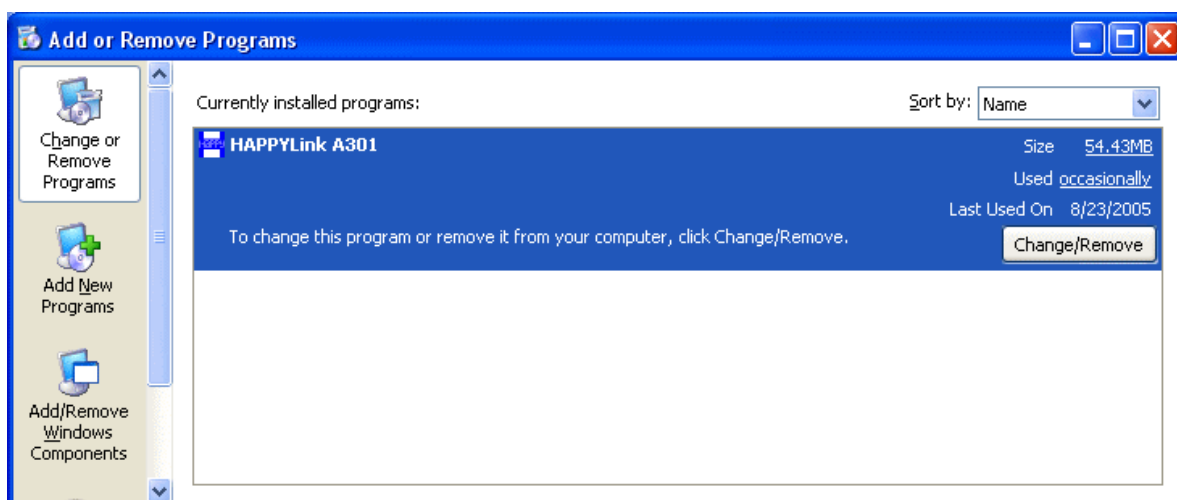 Add or Remove Programs
Change or
Remove
Programs
Add New
Programs
Add/Remove
Windows
Components
Currently installed programs:
Sort by: Name
HAPPY HAPPYLink A301
Size 54.43MB
Used occasionally
Last Used On 8/23/2005
To change this program or remove it from your computer, click Change/Remove.
Change/Remove